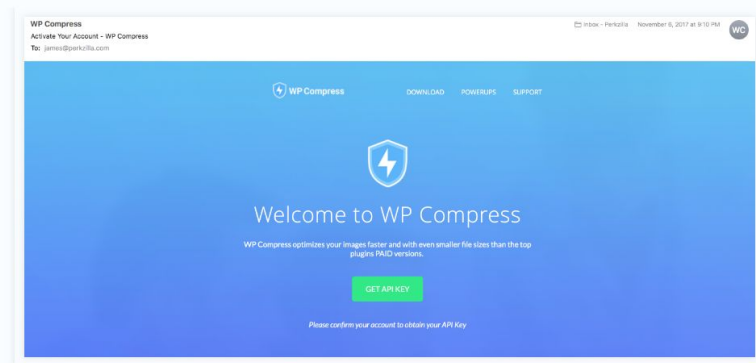 WP Compress
Inbox - Perkzilla November 6, 2017 at 9:10 PM
WC
Activate Your Account - WP Compress
To: james@perkzilla.com
WP Compress DOWNLOAD POWERUPS SUPPORT
Welcome to WP Compress
WP Compress optimizes your images faster and with even smaller file sizes than the top
plugins PAID versions.
GET API KEY
Please confirm your account to obtain your API Key